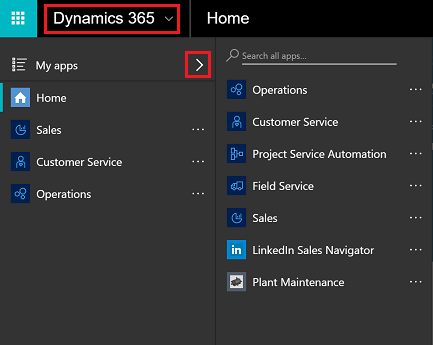 Dynamics 365
Home
My apps
Home
Sales
...
Customer Service
...
Operations
...
Search all apps...
Operations
...
Customer Service
...
Project Service Automation
...
Field Service
...
Sales
...
in LinkedIn Sales Navigator
...
Plant Maintenance
...